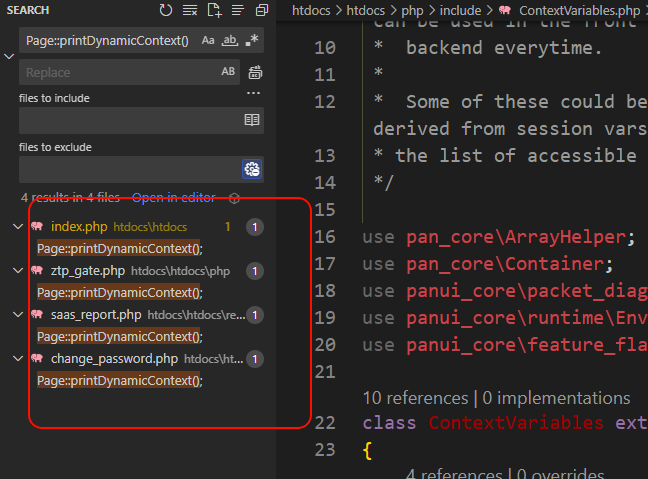 SEARCH
Page::printDynamicContext()
Aa
ab
Replace
AB
files to include
files to exclude
4 results in 4 files - Open in editor
index.php htdocs\htdocs 1 1
Page::printDynamicContext();
ztp_gate.php htdocs\htdocs\php 1
Page::printDynamicContext();
saas_report.php htdocs\htdocs\re... 1
Page::printDynamicContext();
change_password.php htdocs\ht... 1
Page::printDynamicContext();
htdocs > htdocs > php > include > ContextVariables.php
can be used in the front
10 * backend everytime.
11 *
12 * Some of these could be
derived from session vars
13 * the list of accessible
14 */
15
16 use pan_core\ArrayHelper;
17 use pan_core\Container;
18 use panui_core\packet_diag
19 use panui_core\runtime\Env
20 use panui_core\feature_fla
21
10 references | 0 implementations
22 class ContextVariables ext
23 {
4 references | 0 overrides